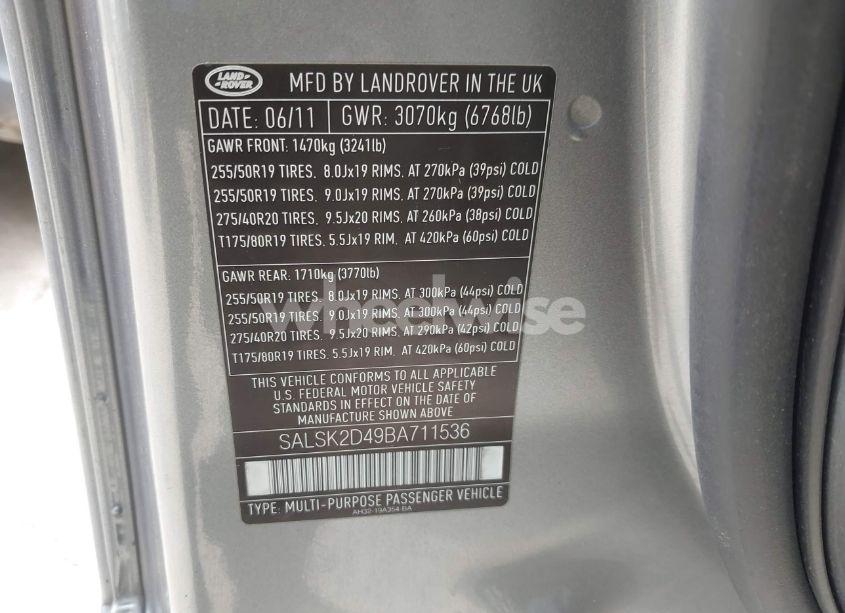 LAND-
-ROVER
MFD BY LANDROVER IN THE UK
DATE: 06/11 GWR: 3070kg (6768lb)
GAWR FRONT: 1470kg (3241lb)
255/50R19 TIRES, 8.0Jx19 RIMS, AT 270kPa (39psi) COLD
255/50R19 TIRES, 9.0Jx19 RIMS, AT 270kPa (39psi) COLD
275/40R20 TIRES, 9.5Jx20 RIMS, AT 260kPa (38psi) COLD
T175/80R19 TIRES, 5.5Jx19 RIM, AT 420kPa (60psi) COLD
GAWR REAR: 1710kg (3770lb)
255/50R19 TIRES, 8.0Jx19 RIMS, AT 300kPa (44psi) COLD
255/50R19 TIRES, 9.0Jx19 RIMS, AT 300kPa (44psi) COLD
275/40R20 TIRES, 9.5Jx20 RIMS, AT 290kPa (42psi) COLD
T175/80R19 TIRES, 5.5Jx19 RIM, AT 420kPa (60psi) COLD
wheelwise
THIS VEHICLE CONFORMS TO ALL APPLICABLE
U.S. FEDERAL MOTOR VEHICLE SAFETY
STANDARDS IN EFFECT ON THE DATE OF
MANUFACTURE SHOWN ABOVE
SALSK2D49BA711536
TYPE: MULTI-PURPOSE PASSENGER VEHICLE
AH32-19A354-BA